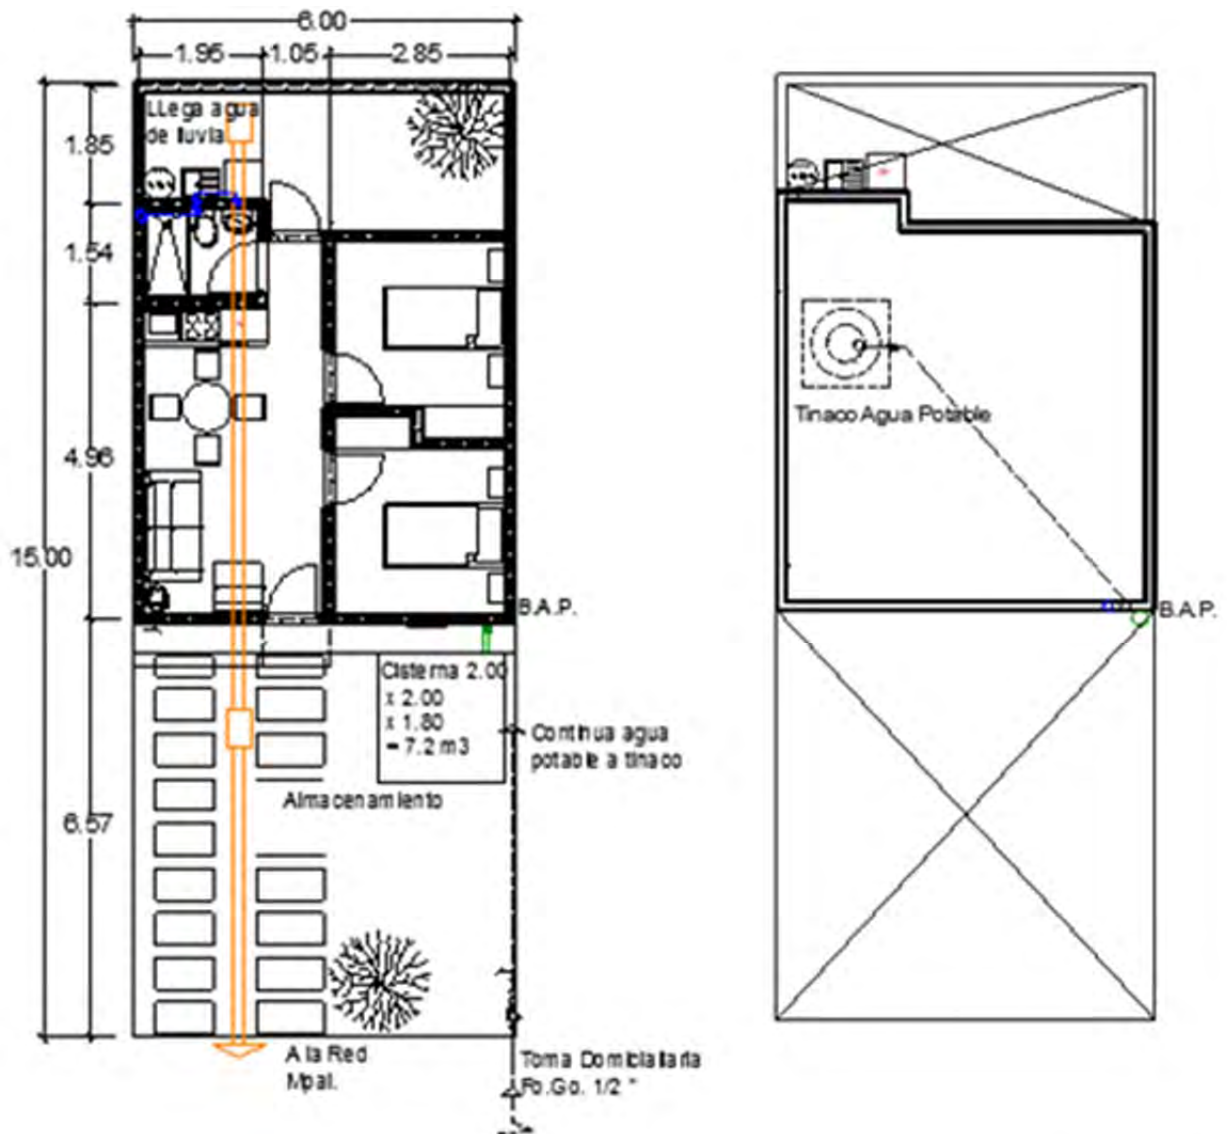 6.00
1.95
1.05
2.85
LLega agua
de lluvia
1.85
1.54
4.96
15.00
6.57
B.A.P.
Cisterna 2.00
x 2.00
x 1.80
= 7.2 m3
Continua agua
potable a tinaco
Almacenamiento
A la Red
Mpal.
Toma Domicialiaria
Fo.Go. 1/2 "
Tinaco Agua Potable
B.A.P.